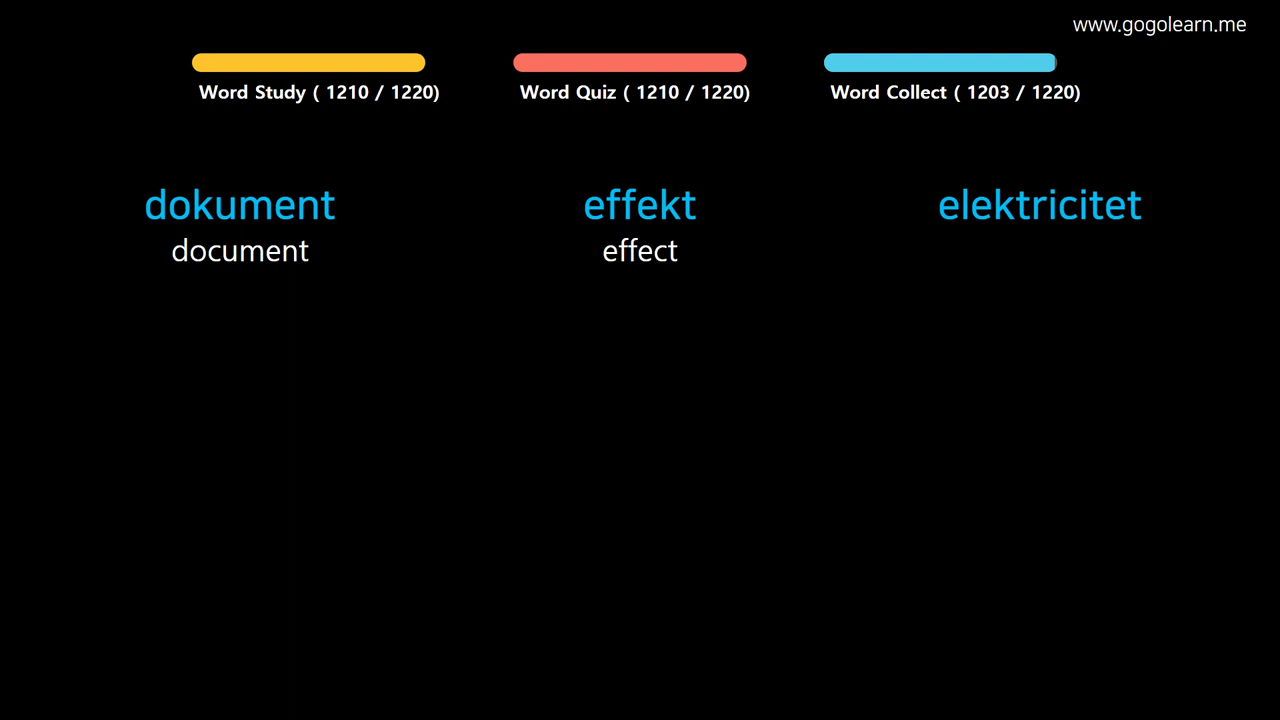 www.gogolearn.me
Word Study ( 1210 / 1220)
Word Quiz ( 1210 / 1220)
Word Collect ( 1203 / 1220)
dokument
document
effekt
effect
elektricitet